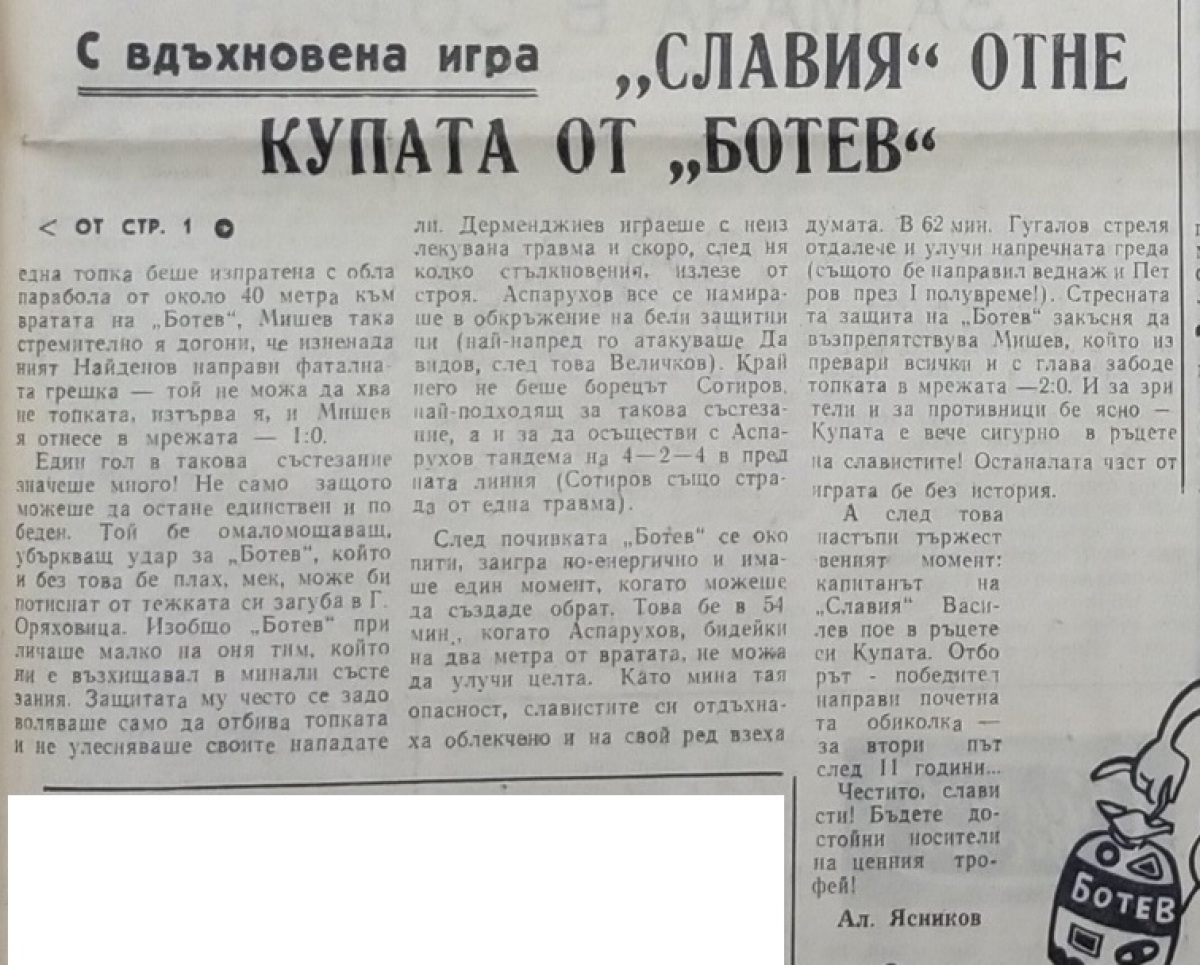 С вдъхновена игра „СЛАВИЯ“ ОТНЕ
КУПАТА ОТ „БОТЕВ“
< ОТ СТР. 1
една топка беше изпратена с обла
парабола от около 40 метра към
вратата на „Ботев“, Мишев така
стремително я догони, че изненада
ният Найденов направи фатална-
та грешка — той не можа да хва
не топката, изтърва я, и Мишев
я отнесе в мрежата — 1:0.
Един гол в такова състезание
значеше много! Не само защото
можеше да остане единствен и по
беден. Той бе омаломощаващ,
убъркващ удар за „Ботев“, който
и без това бе плах, мек, може би
потиснат от тежката си загуба в Г.
Оряховица. Изобщо „Ботев“ при
личаше малко на оня тим, който
ни е възхищавал в минали състе
зания. Защитата му често се задо
воляваше само да отбива топката
и не улесняваше своите нападате
ли. Дерменджиев играеше с неиз
лекувана травма и скоро, след ня
колко стълкновения, излезе от
строя. Аспарухов все се намира-
ше в обкръжение на бели защитни
ци (най-напред го атакуваше Да
видов, след това Величков). Край
него не беше борецът Сотиров,
най-подходящ за такова състеза-
ние, а и за да осъществи с Аспа-
рухов тандема на 4—2—4 в пред
ната линия (Сотиров също стра-
да от една травма).
След почивката „Ботев“ се око
пити, заигра по-енергично и има-
ше един момент, когато можеше
да създаде обрат. Това бе в 54
мин., когато Аспарухов, бидейки
на два метра от вратата, не можа
да улучи целта. Като мина тая
опасност, славистите си отдъхна-
ха облекчено и на свой ред взеха
думата. В 62 мин. Гугалов стреля
отдалече и улучи напречната греда
(същото бе направил веднаж и Пет
ров през I полувреме!). Стресната
та защита на „Ботев“ закъсня да
възпрепятствува Мишев, който из
превари всички и с глава забоде
топката в мрежата —2:0. И за зри
тели и за противници бе ясно —
Купата е вече сигурно в ръцете
на славистите! Останалата част от
играта бе без история.
А след това
настъпи тържест
веният момент:
капитанът на
„Славия“ Васи-
лев пое в ръцете
си Купата. Отбо
рът - победител
направи почетна
та обиколка —
за втори път
след 11 години...
Честито, слави
сти! Бъдете до-
стойни носители
на ценния тро-
фей!
Ал. Ясников
БОТЕВ